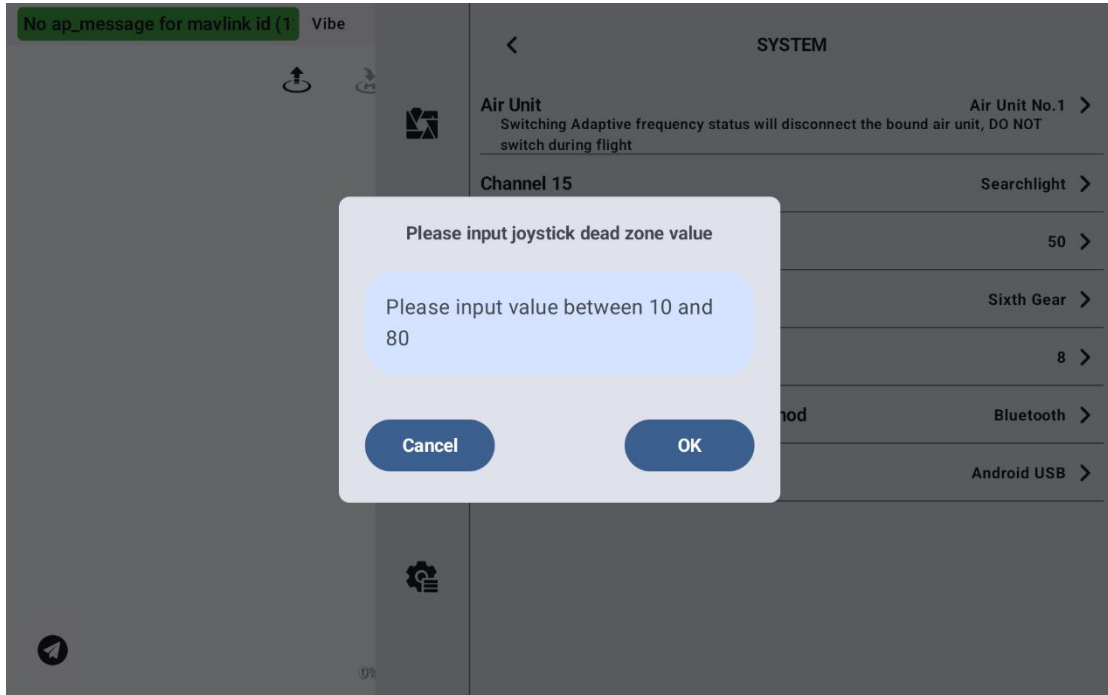 No ap_message for mavlink id (1
Vibe
SYSTEM
Air Unit
Air Unit No.1
Switching Adaptive frequency status will disconnect the bound air unit, DO NOT
switch during flight
Channel 15
Searchlight
Please input joystick dead zone value
50
Please input value between 10 and
80
Sixth Gear
8
Bluetooth
Cancel
OK
Android USB